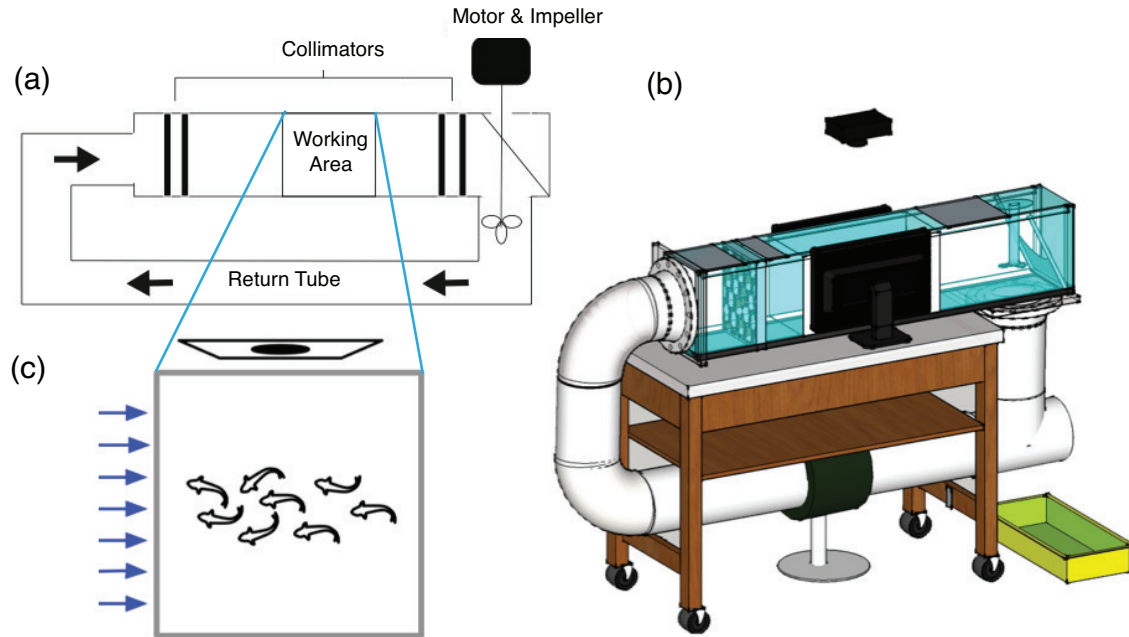 Motor & Impeller
Collimators
(a)
(b)
Working
Area
Return Tube
(c)